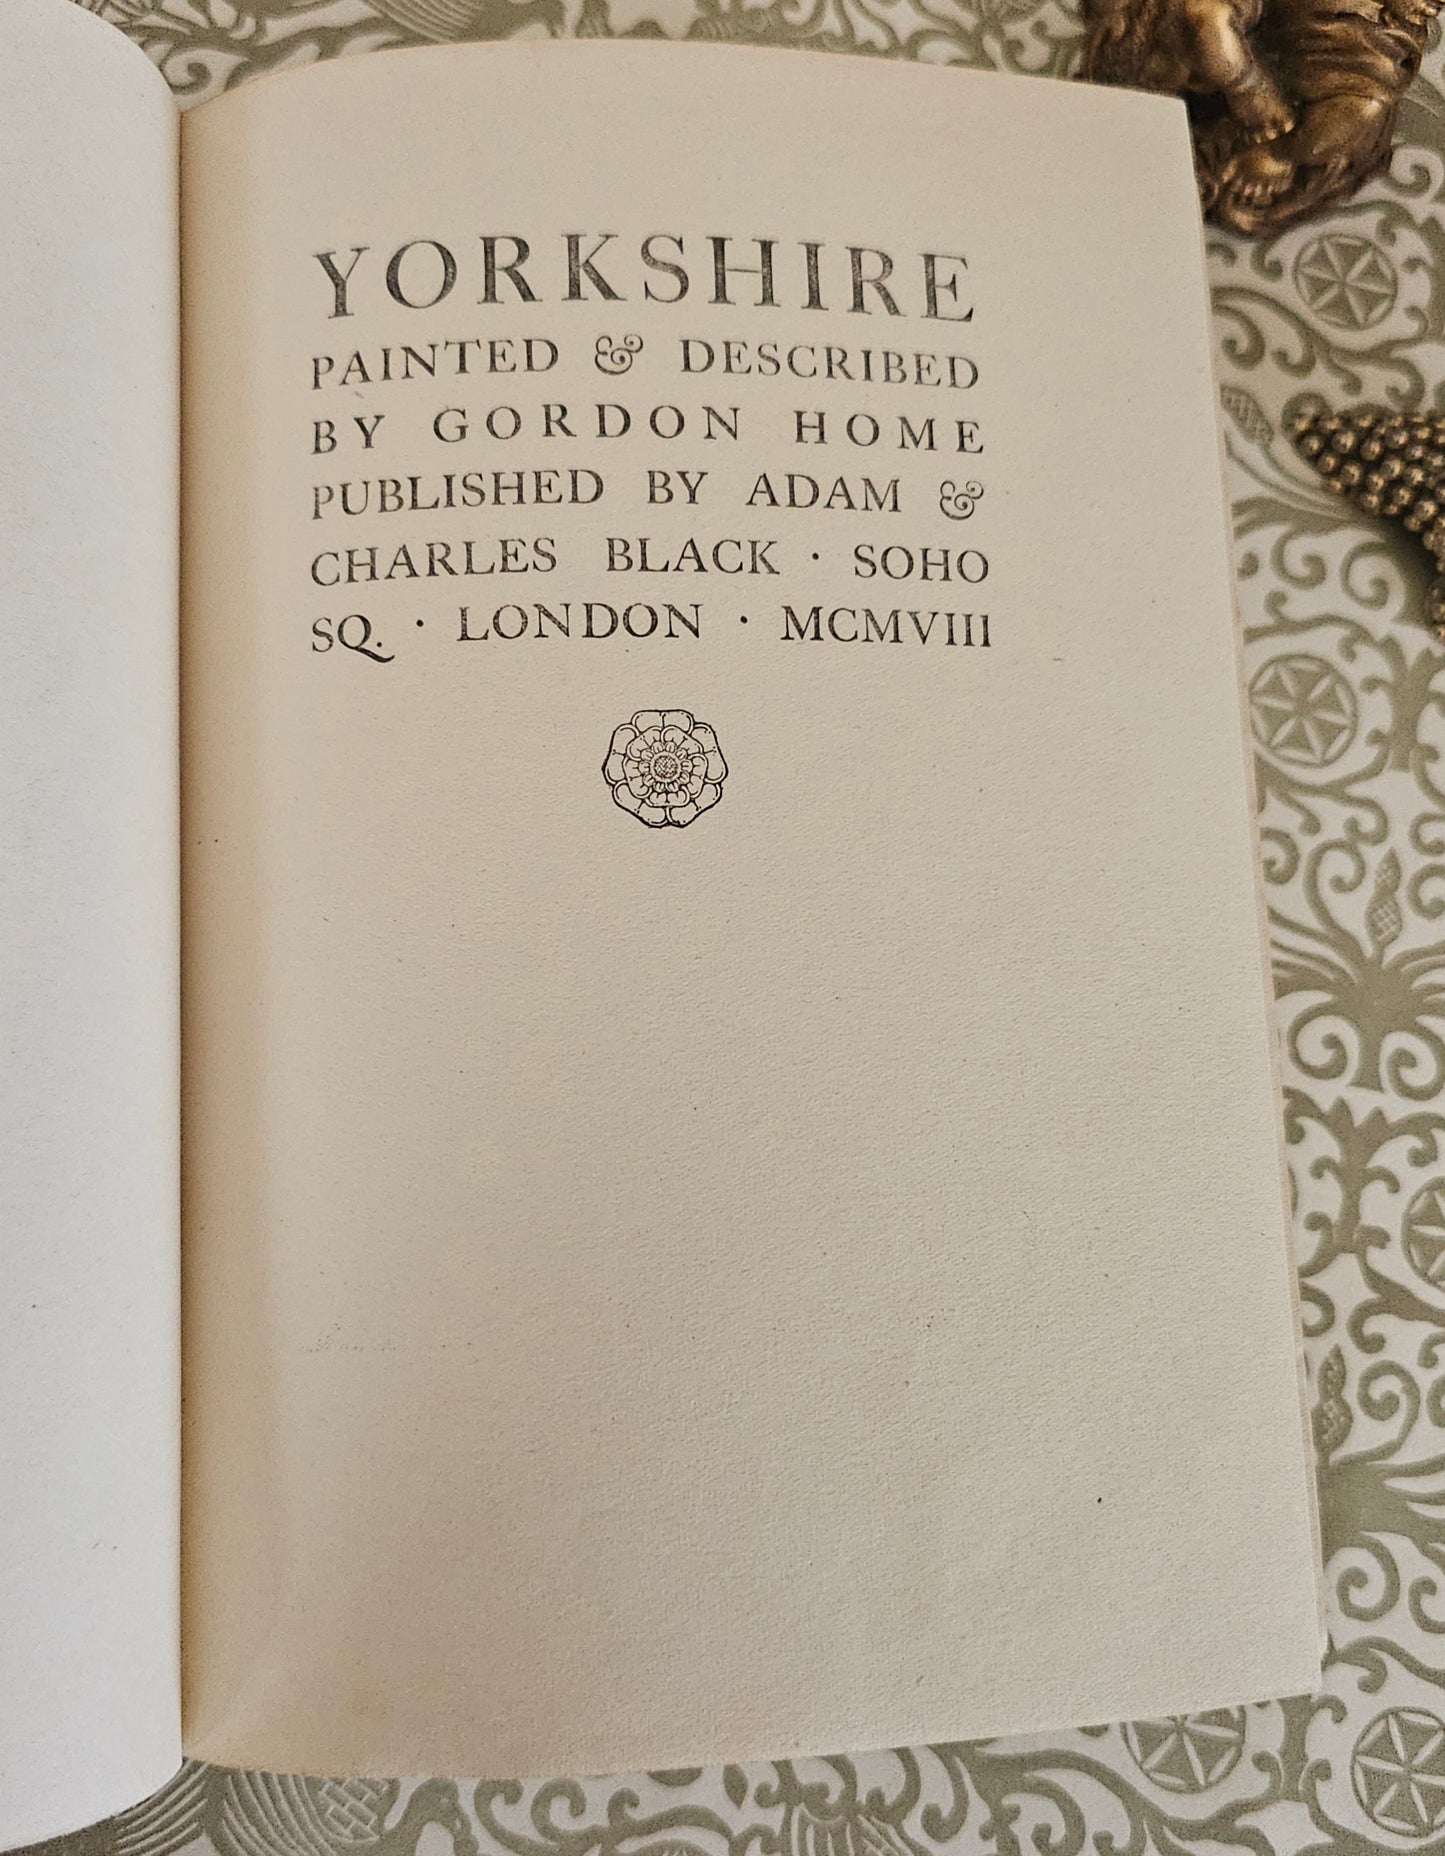 YORKSHIRE
PAINTED & DESCRIBED
BY GORDON HOME
PUBLISHED BY ADAM &
CHARLES BLACK · SOHO
SQ. · LONDON · MCMVIII